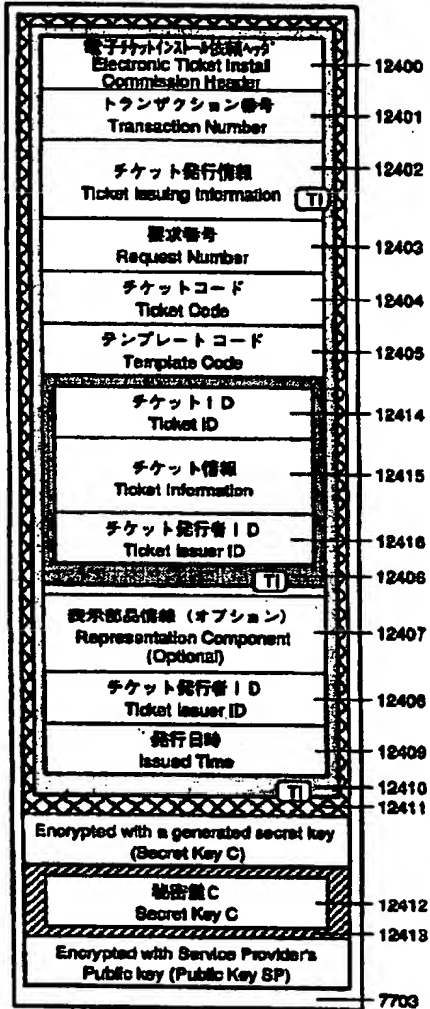 電子チケットインストール依頼ヘッダ
Electronic Ticket Install
Commission Header
12400
トランザクション番号
Transaction Number
12401
チケット発行情報
Ticket Issuing Information
TI
12402
要求番号
Request Number
12403
チケットコード
Ticket Code
12404
テンプレートコード
Template Code
12405
チケットID
Ticket ID
12414
チケット情報
Ticket Information
12415
チケット発行者ID
Ticket Issuer ID
12416
TI
12406
表示部品情報(オプション)
Representation Component
(Optional)
12407
チケット発行者ID
Ticket Issuer ID
12408
発行日時
Issued Time
12409
TI
12410
12411
Encrypted with a generated secret key
(Secret Key C)
秘密鍵C
Secret Key C
12412
12413
Encrypted with Service Provider's
Public key (Public Key SP)
7703